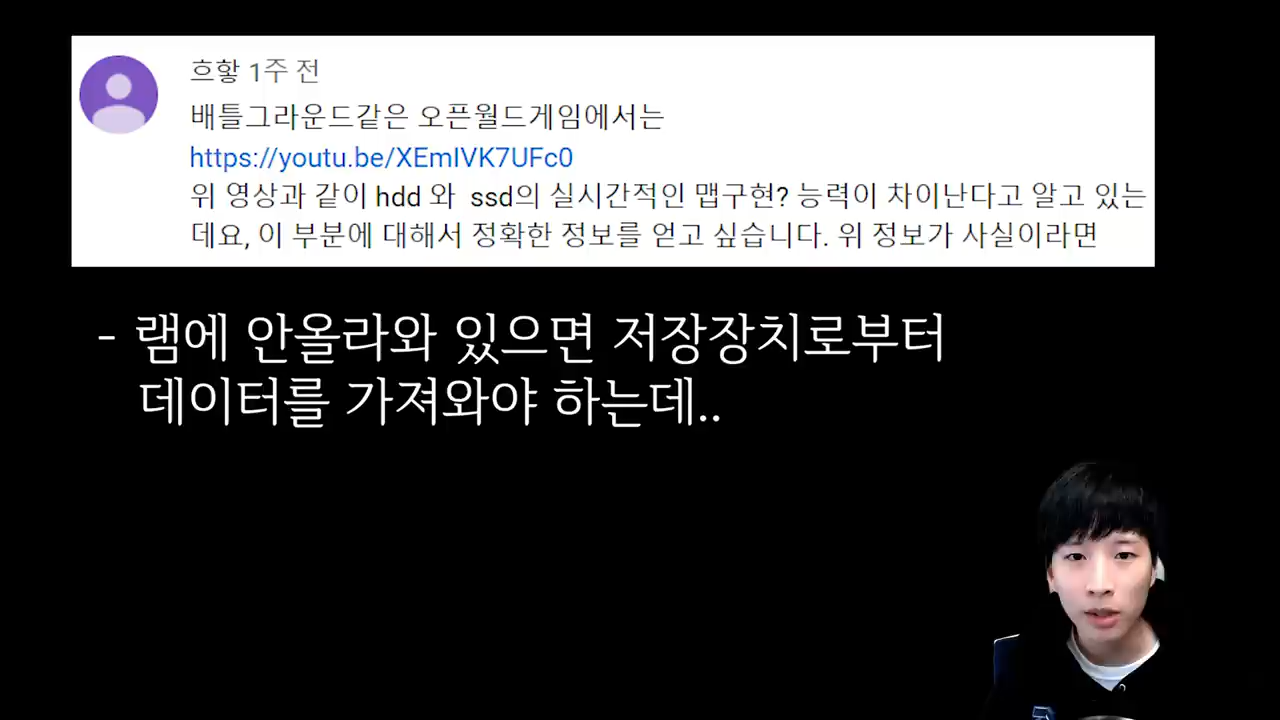 흐핳 1주 전
배틀그라운드같은 오픈월드게임에서는
https://youtu.be/XEmIVK7UFc0
위 영상과 같이 hdd 와 ssd의 실시간적인 맵구현? 능력이 차이난다고 알고 있는
데요, 이 부분에 대해서 정확한 정보를 얻고 싶습니다. 위 정보가 사실이라면
- 램에 안올라와 있으면 저장장치로부터
데이터를 가져와야 하는데..